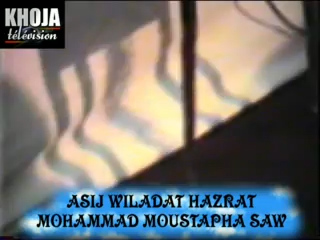 KHOJA
télévision
ASIJ WILADAT HAZRAT
MOHAMMAD MOUSTAPHA SAW